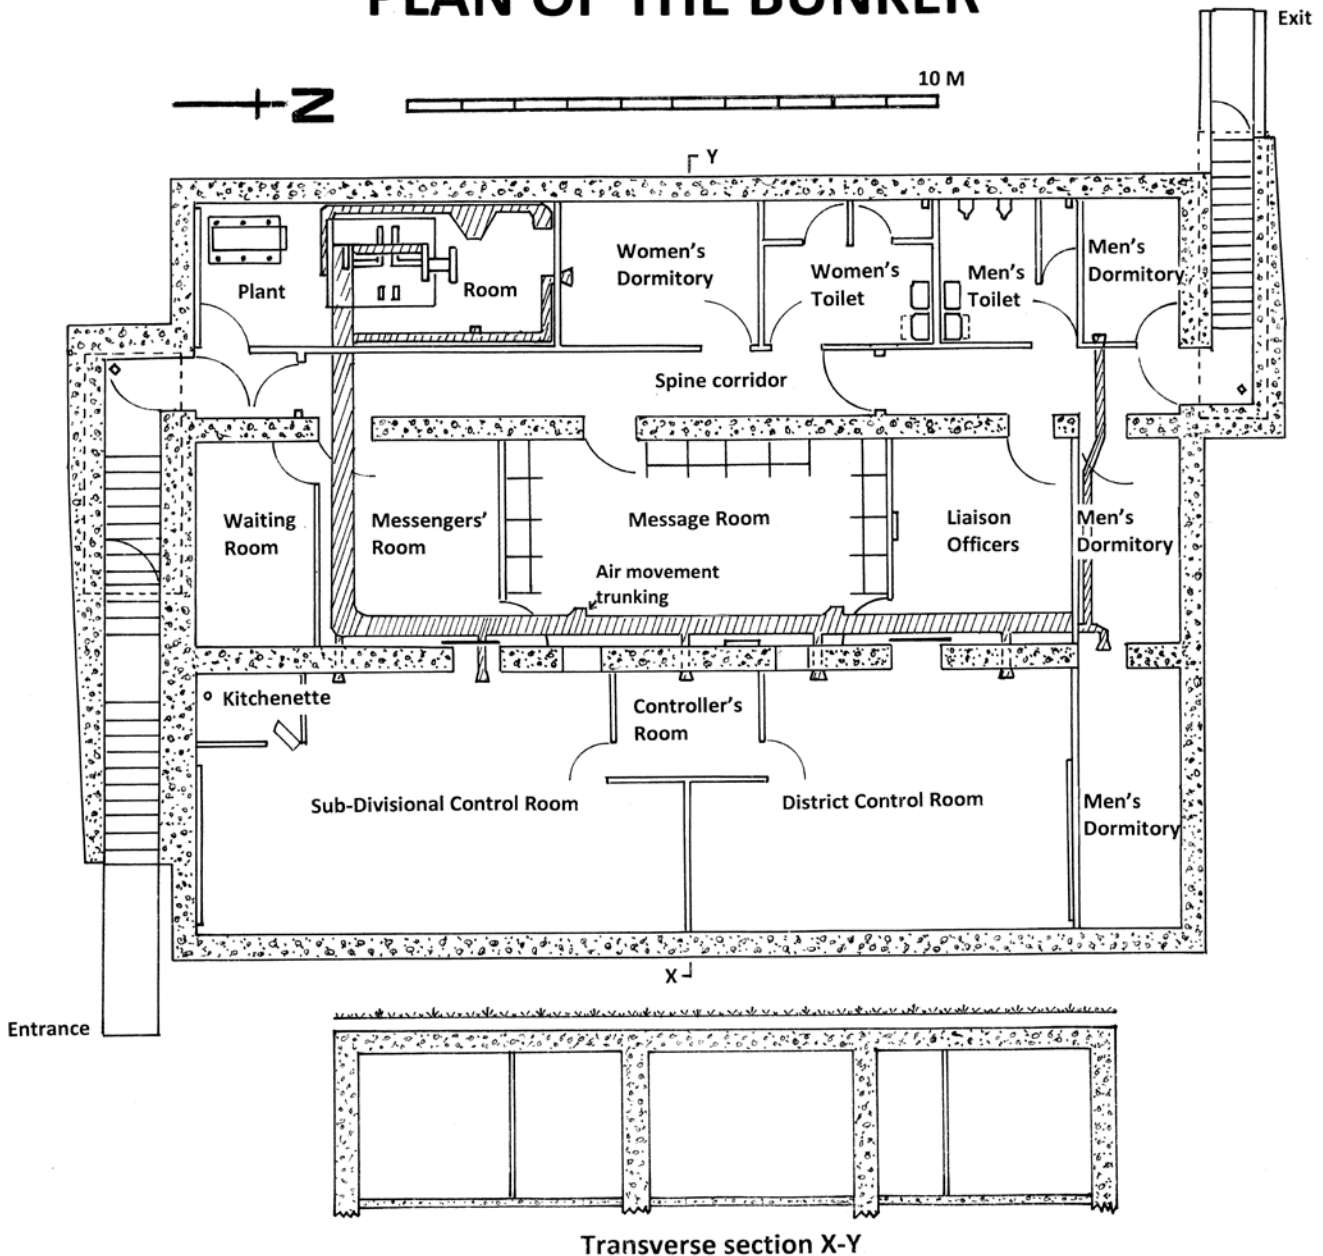 PLAN OF THE BUNKER
Exit
10 M
N
Y
Plant
Room
Women's
Dormitory
Women's
Toilet
Men's
Toilet
Men's
Dormitory
Spine corridor
Waiting
Room
Messengers'
Room
Message Room
Liaison
Officers
Men's
Dormitory
Air movement
trunking
Kitchenette
Controller's
Room
Sub-Divisional Control Room
District Control Room
Men's
Dormitory
X
Entrance
Transverse section X-Y